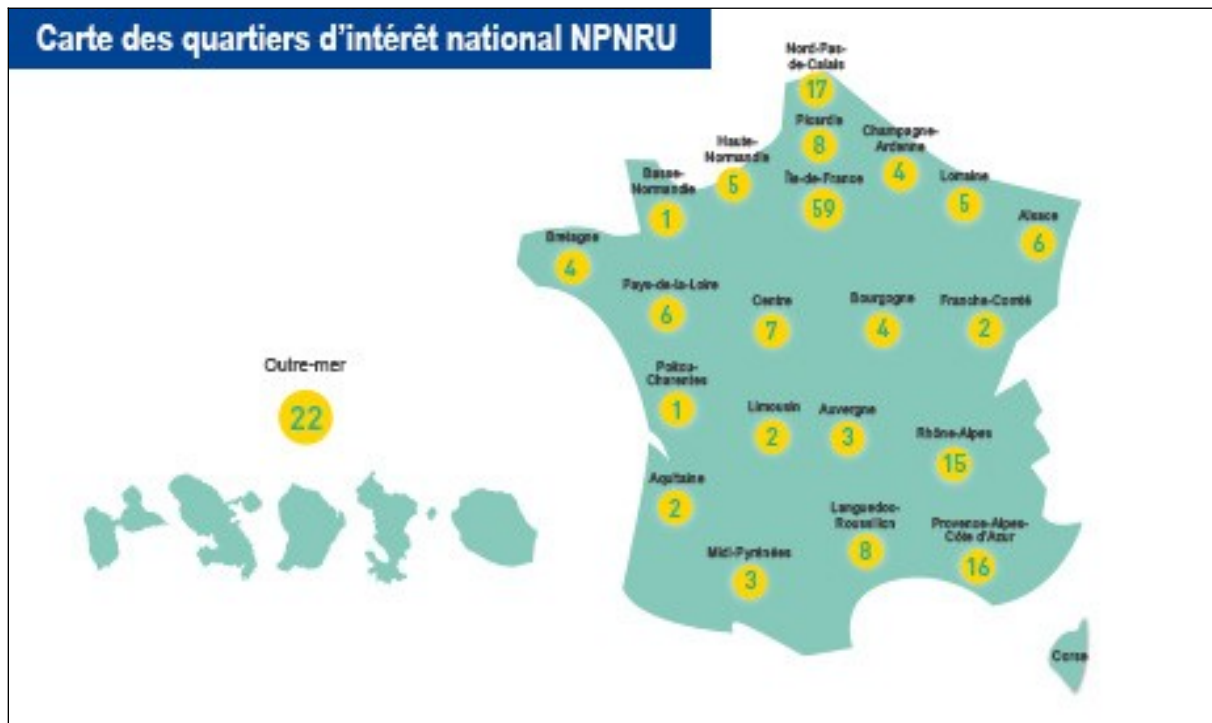 Carte des quartiers d'intérêt national NPNRU
Nord-Pas-
de-Calais
17
Picardie
8
Champagne-
Ardenne
4
Haute-
Normandie
5
Île-de-France
59
Lorraine
5
Basse-
Normandie
1
Alsace
6
Bretagne
4
Pays-de-la-Loire
6
Centre
7
Bourgogne
4
Franche-Comté
2
Outre-mer
22
Poitou-
Charentes
1
Limousin
2
Auvergne
3
Rhône-Alpes
15
Aquitaine
2
Languedoc-
Roussillon
8
Provence-Alpes-
Côte d'Azur
16
Midi-Pyrénées
3
Corse